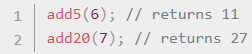 1 add5(6); // returns 11
2 add20(7); // returns 27